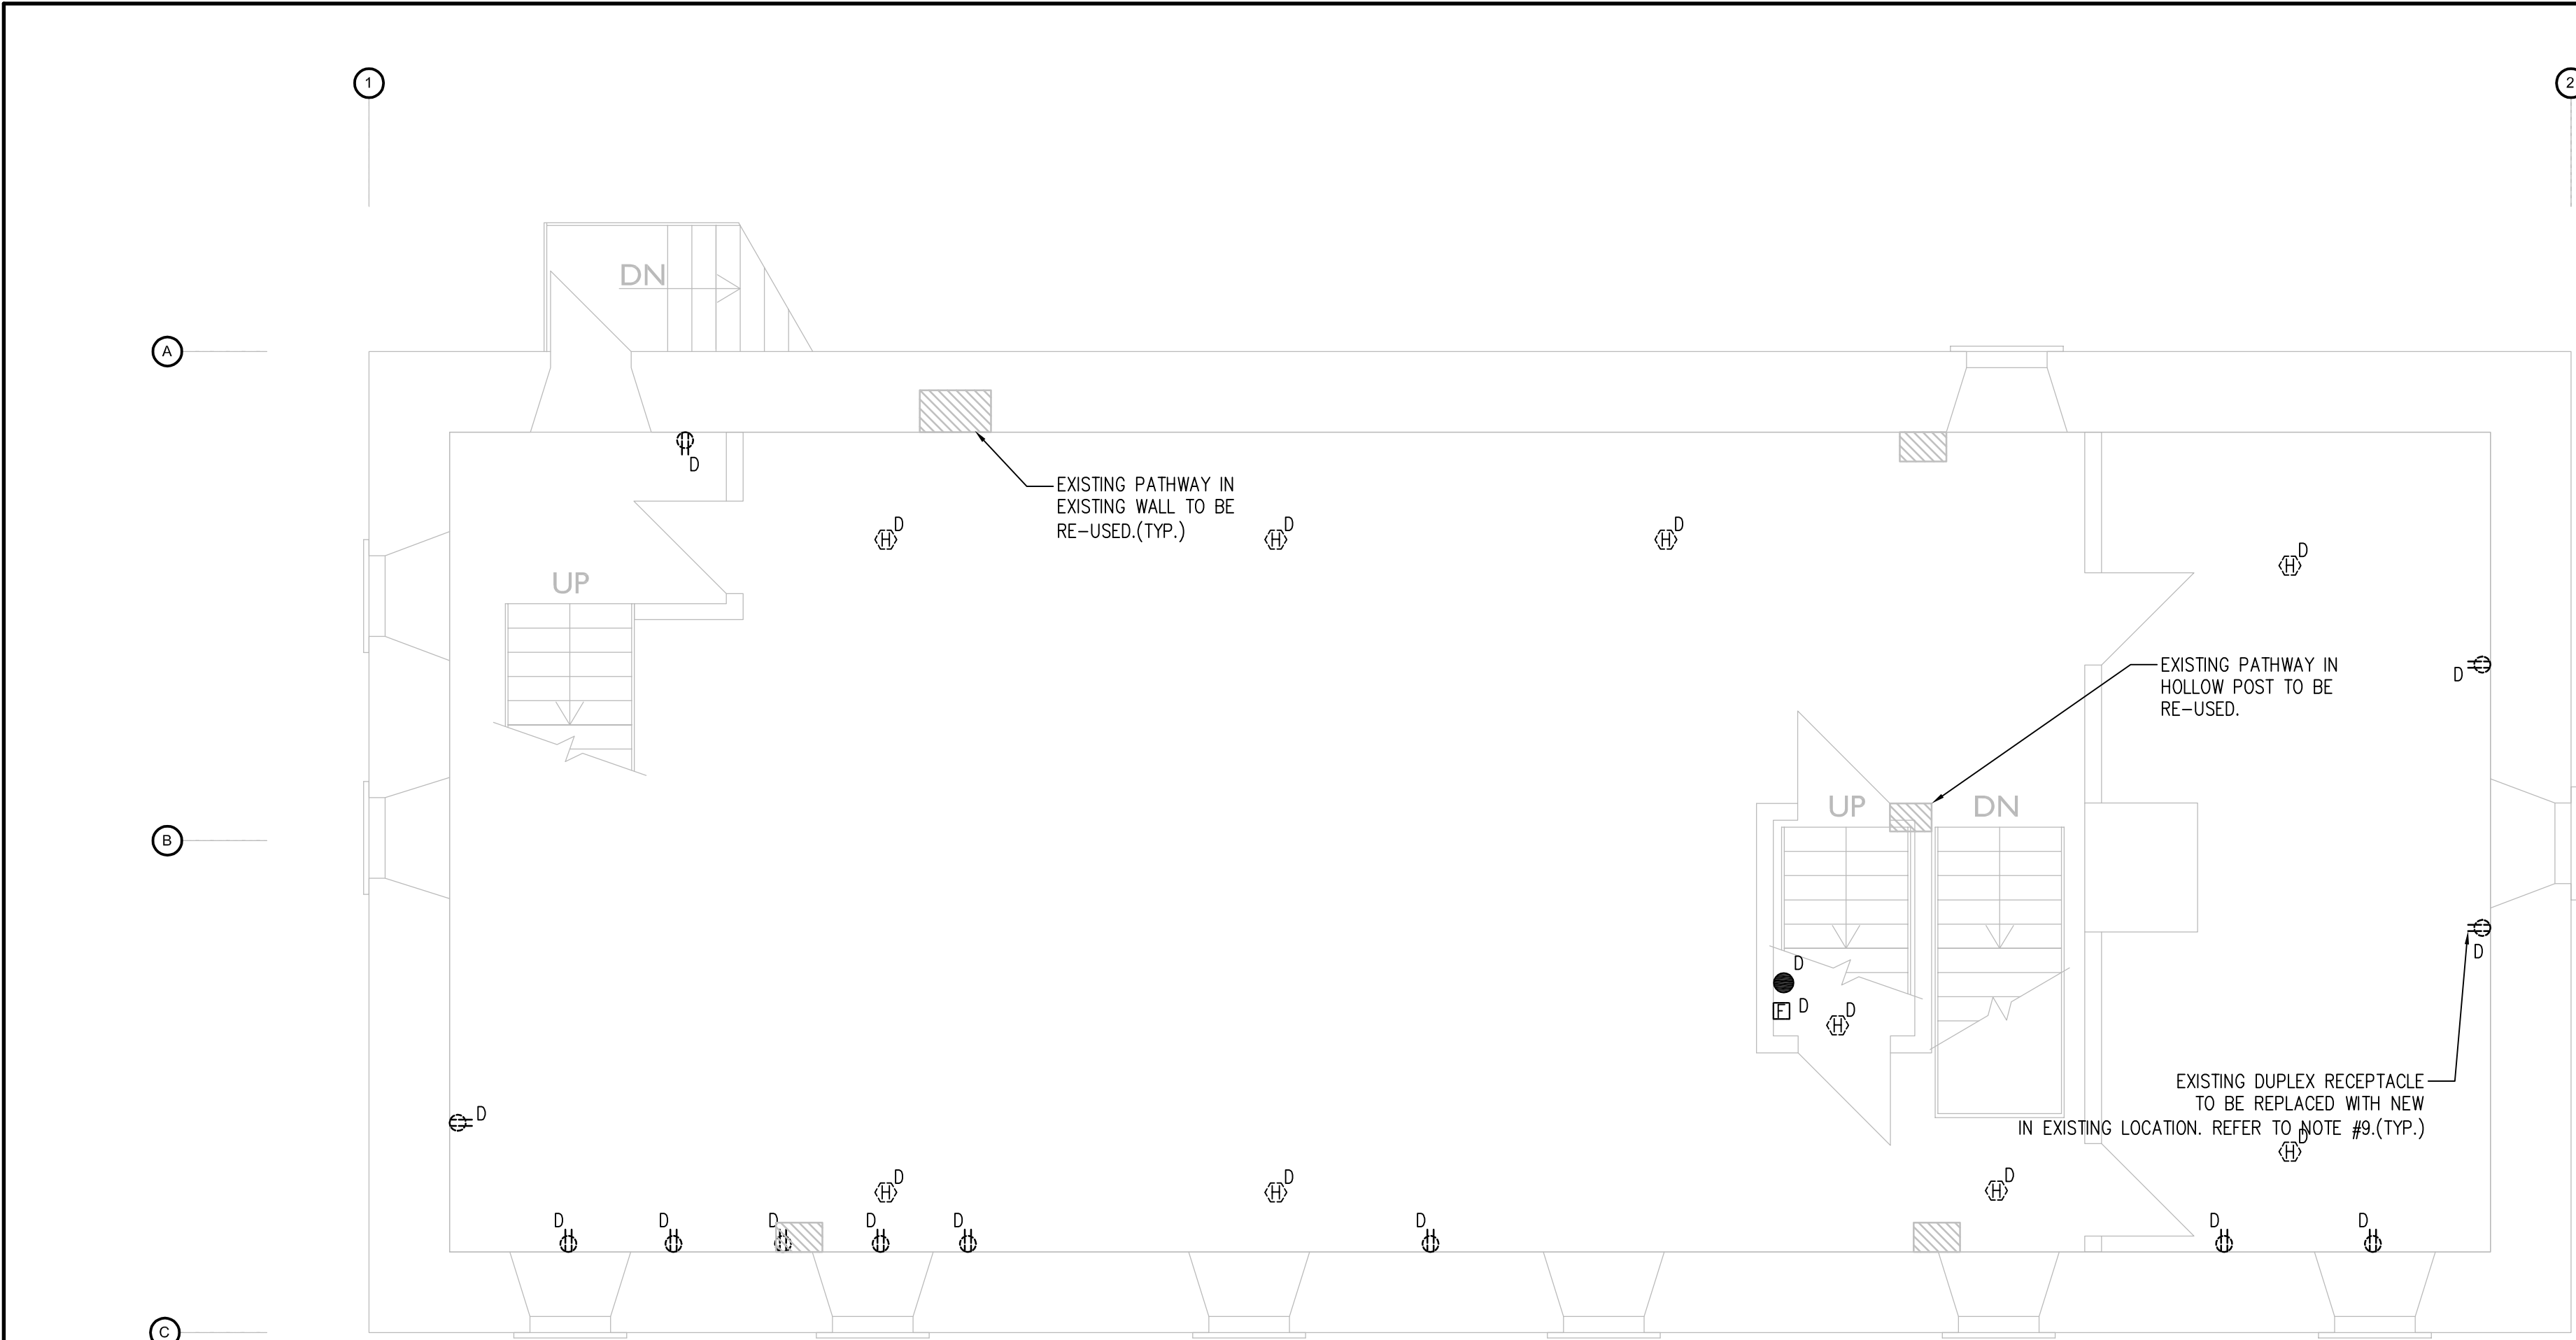 1
2
DN
A
D
EXISTING PATHWAY IN
EXISTING WALL TO BE
RE-USED.(TYP.)
H D
H D
H D
H D
UP
EXISTING PATHWAY IN
HOLLOW POST TO BE
RE-USED.
D
UP
DN
B
D
D
F D
H D
EXISTING DUPLEX RECEPTACLE
TO BE REPLACED WITH NEW
IN EXISTING LOCATION. REFER TO NOTE #9.(TYP.)
D
H D
H D
H D
H D
D
D
D
D
D
D
D
D
C